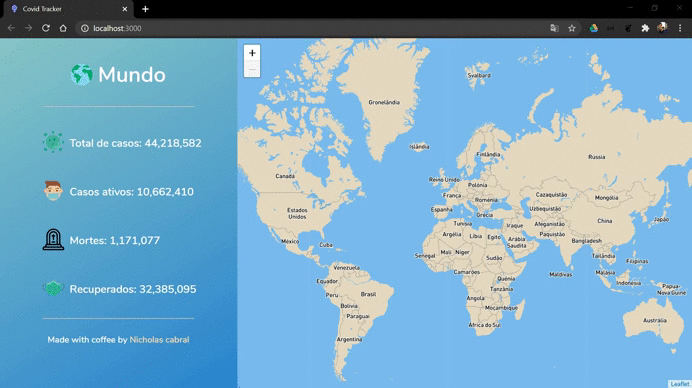 Covid Tracker
localhost:3000
Mundo
Total de casos: 44,218,582
Casos ativos: 10,662,410
Mortes: 1,171,077
Recuperados: 32,385,095
Made with coffee by Nicholas cabral
+
−
Svalbard
Gronelândia
Islândia
Finlândia
Rússia
Canada
Reino Unido
Polónia
França
Roménia
Cazaquistão
Mongólia
Estados
Unidos
Espanha
Grécia
Uzbequistão
China
Japão
Tunísia
Iraque
Afeganistão
Argélia
Líbia
Egito
Arábia
Saudita
Paquistão
Bangladesh
México
Cuba
Mali
Níger
Sudão
Tailândia
Filipinas
Senegal
Venezuela
Camarões
Quénia
Maldivas
Malásia
Equador
Indonésia
Papua-
Nova Guiné
Tanzânia
Peru
Brasil
Angola
Bolívia
Moçambique
Paraguai
África do Sul
Austrália
Argentina
Leaflet